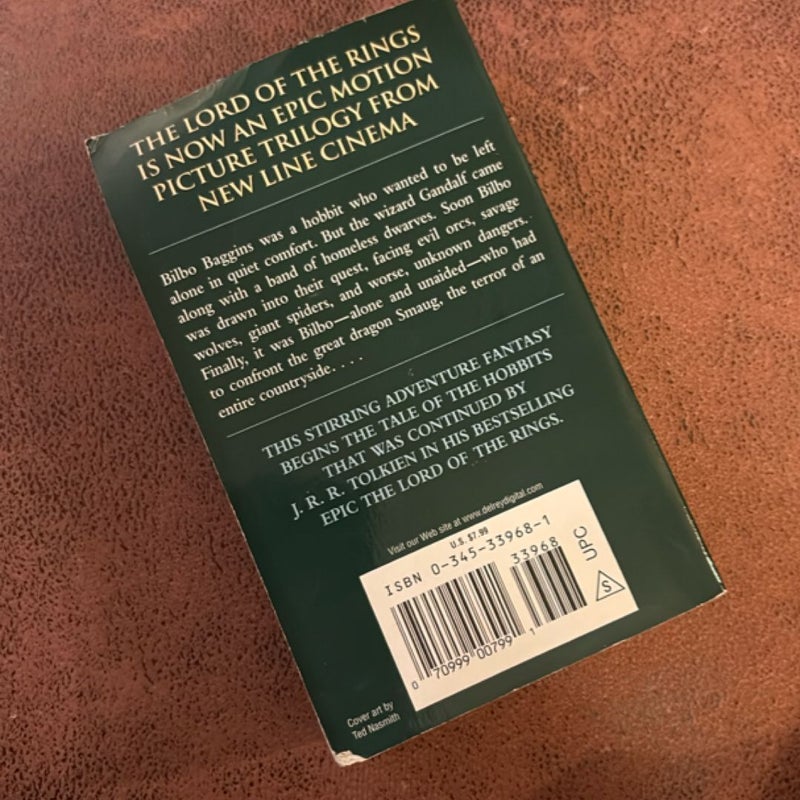 THE LORD OF THE RINGS
IS NOW AN EPIC MOTION
PICTURE TRILOGY FROM
NEW LINE CINEMA
Bilbo Baggins was a hobbit who wanted to be left
alone in quiet comfort. But the wizard Gandalf came
along with a band of homeless dwarves. Soon Bilbo
was drawn into their quest, facing evil orcs, savage
wolves, giant spiders, and worse, unknown dangers.
Finally, it was Bilbo—alone and unaided—who had
to confront the great dragon Smaug, the terror of an
entire countryside. . . .
THIS STIRRING ADVENTURE FANTASY
BEGINS THE TALE OF THE HOBBITS
THAT WAS CONTINUED BY
J. R. R. TOLKIEN IN HIS BESTSELLING
EPIC THE LORD OF THE RINGS.
Visit our Web site at www.delreydigital.com
U.S. $7.99
ISBN 0-345-33968-1
33968
UPC
S
0 70999 00799 1
Cover art by
Ted Nasmith